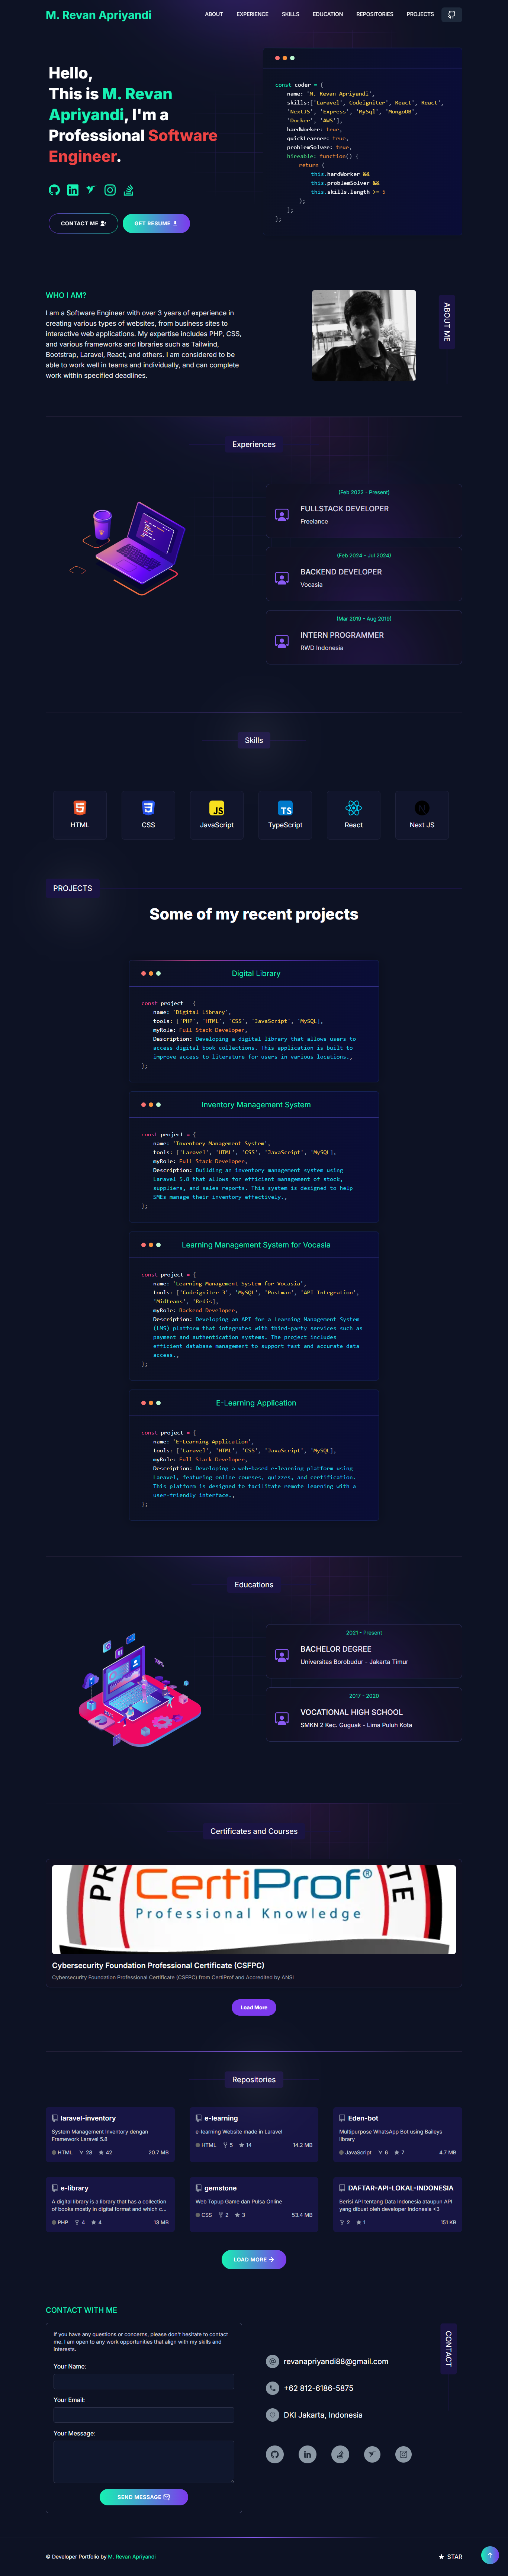 M. Revan Apriyandi
ABOUT EXPERIENCE SKILLS EDUCATION REPOSITORIES PROJECTS
Hello,
This is M. Revan
Apriyandi, I'm a
Professional Software
Engineer.
CONTACT ME
GET RESUME
const coder = {
name: 'M. Revan Apriyandi',
skills:['Laravel', Codeigniter', React', React',
'NextJS', 'Express', 'MySql', 'MongoDB',
'Docker', 'AWS'],
hardWorker: true,
quickLearner: true,
problemSolver: true,
hireable: function() {
return (
this.hardWorker &&
this.problemSolver &&
this.skills.length >= 5
);
};
};
WHO I AM?
I am a Software Engineer with over 3 years of experience in
creating various types of websites, from business sites to
interactive web applications. My expertise includes PHP, CSS,
and various frameworks and libraries such as Tailwind,
Bootstrap, Laravel, React, and others. I am considered to be
able to work well in teams and individually, and can complete
work within specified deadlines.
ABOUT ME
Experiences
(Feb 2022 - Present)
FULLSTACK DEVELOPER
Freelance
(Feb 2024 - Jul 2024)
BACKEND DEVELOPER
Vocasia
(Mar 2019 - Aug 2019)
INTERN PROGRAMMER
RWD Indonesia
Skills
HTML
CSS
JavaScript
TypeScript
React
Next JS
PROJECTS
Some of my recent projects
Digital Library
const project = {
name: 'Digital Library',
tools: ['PHP', 'HTML', 'CSS', 'JavaScript', 'MySQL'],
myRole: Full Stack Developer,
Description: Developing a digital library that allows users to
access digital book collections. This application is built to
improve access to literature for users in various locations.,
};
Inventory Management System
const project = {
name: 'Inventory Management System',
tools: ['Laravel', 'HTML', 'CSS', 'JavaScript', 'MySQL'],
myRole: Full Stack Developer,
Description: Building an inventory management system using
Laravel 5.8 that allows for efficient management of stock,
suppliers, and sales reports. This system is designed to help
SMEs manage their inventory effectively.,
};
Learning Management System for Vocasia
const project = {
name: 'Learning Management System for Vocasia',
tools: ['Codeigniter 3', 'MySQL', 'Postman', 'API Integration',
'Midtrans', 'Redis'],
myRole: Backend Developer,
Description: Developing an API for a Learning Management System
(LMS) platform that integrates with third-party services such as
payment and authentication systems. The project includes
efficient database management to support fast and accurate data
access.,
};
E-Learning Application
const project = {
name: 'E-Learning Application',
tools: ['Laravel', 'HTML', 'CSS', 'JavaScript', 'MySQL'],
myRole: Full Stack Developer,
Description: Developing a web-based e-learning platform using
Laravel, featuring online courses, quizzes, and certification.
This platform is designed to facilitate remote learning with a
user-friendly interface.,
};
Educations
2021 - Present
BACHELOR DEGREE
Universitas Borobudur - Jakarta Timur
2017 - 2020
VOCATIONAL HIGH SCHOOL
SMKN 2 Kec. Guguak - Lima Puluh Kota
Certificates and Courses
CertiProf®
Professional Knowledge
Cybersecurity Foundation Professional Certificate (CSFPC)
Cybersecurity Foundation Professional Certificate (CSFPC) from CertiProf and Accredited by ANSI
Load More
Repositories
laravel-inventory
System Management Inventory dengan
Framework Laravel 5.8
HTML 28 42 20.7 MB
e-learning
e-learning Website made in Laravel
HTML 5 14 14.2 MB
Eden-bot
Multipurpose WhatsApp Bot using Baileys
library
JavaScript 6 7 4.7 MB
e-library
A digital library is a library that has a collection
of books mostly in digital format and which c...
PHP 4 4 13 MB
gemstone
Web Topup Game dan Pulsa Online
CSS 2 3 53.4 MB
DAFTAR-API-LOKAL-INDONESIA
Berisi API tentang Data Indonesia ataupun API
yang dibuat oleh developer Indonesia <3
2 1 151 KB
LOAD MORE
CONTACT WITH ME
If you have any questions or concerns, please don't hesitate to contact
me. I am open to any work opportunities that align with my skills and
interests.
Your Name:
Your Email:
Your Message:
SEND MESSAGE
revanapriyandi88@gmail.com
+62 812-6186-5875
DKI Jakarta, Indonesia
CONTACT
© Developer Portfolio by M. Revan Apriyandi
STAR